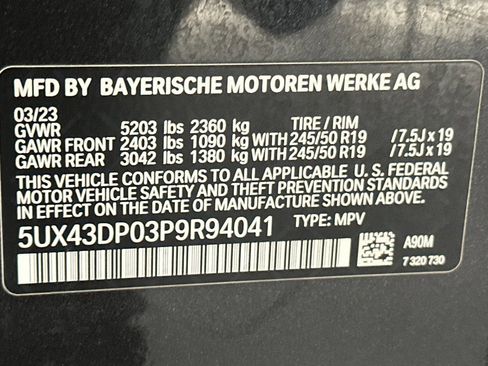 MFD BY BAYERISCHE MOTOREN WERKE AG
03/23
GVWR 5203 lbs 2360 kg TIRE / RIM
GAWR FRONT 2403 lbs 1090 kg WITH 245/50 R19 /7.5J x 19
GAWR REAR 3042 lbs 1380 kg WITH 245/50 R19 /7.5J x 19
THIS VEHICLE CONFORMS TO ALL APPLICABLE U. S. FEDERAL
MOTOR VEHICLE SAFETY AND THEFT PREVENTION STANDARDS
IN EFFECT ON THE DATE OF MANUFACTURE SHOWN ABOVE.
5UX43DP03P9R94041 TYPE: MPV
A90M
7 320 730